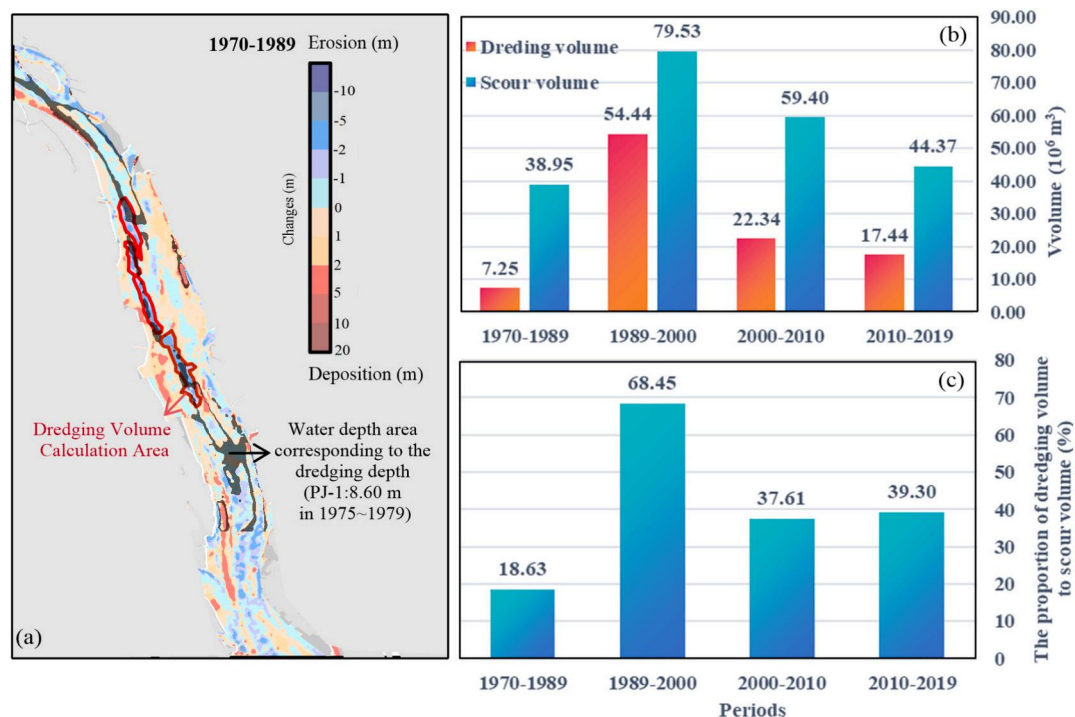 1970-1989 Erosion (m)
-10
-5
-2
-1
0
1
2
5
10
20
Changes (m)
Deposition (m)
Dredging Volume
Calculation Area
Water depth area
corresponding to the
dredging depth
(PJ-1:8.60 m
in 1975~1979)
(a)
(b)
Dreding volume
Scour volume
7.25
38.95
54.44
79.53
22.34
59.40
17.44
44.37
90.00
80.00
70.00
60.00
50.00
40.00
30.00
20.00
10.00
0.00
Vvolume (10⁶ m³)
1970-1989
1989-2000
2000-2010
2010-2019
(c)
18.63
68.45
37.61
39.30
80
70
60
50
40
30
20
10
0
The proportion of dredging volume
to scour volume (%)
1970-1989
1989-2000
2000-2010
2010-2019
Periods